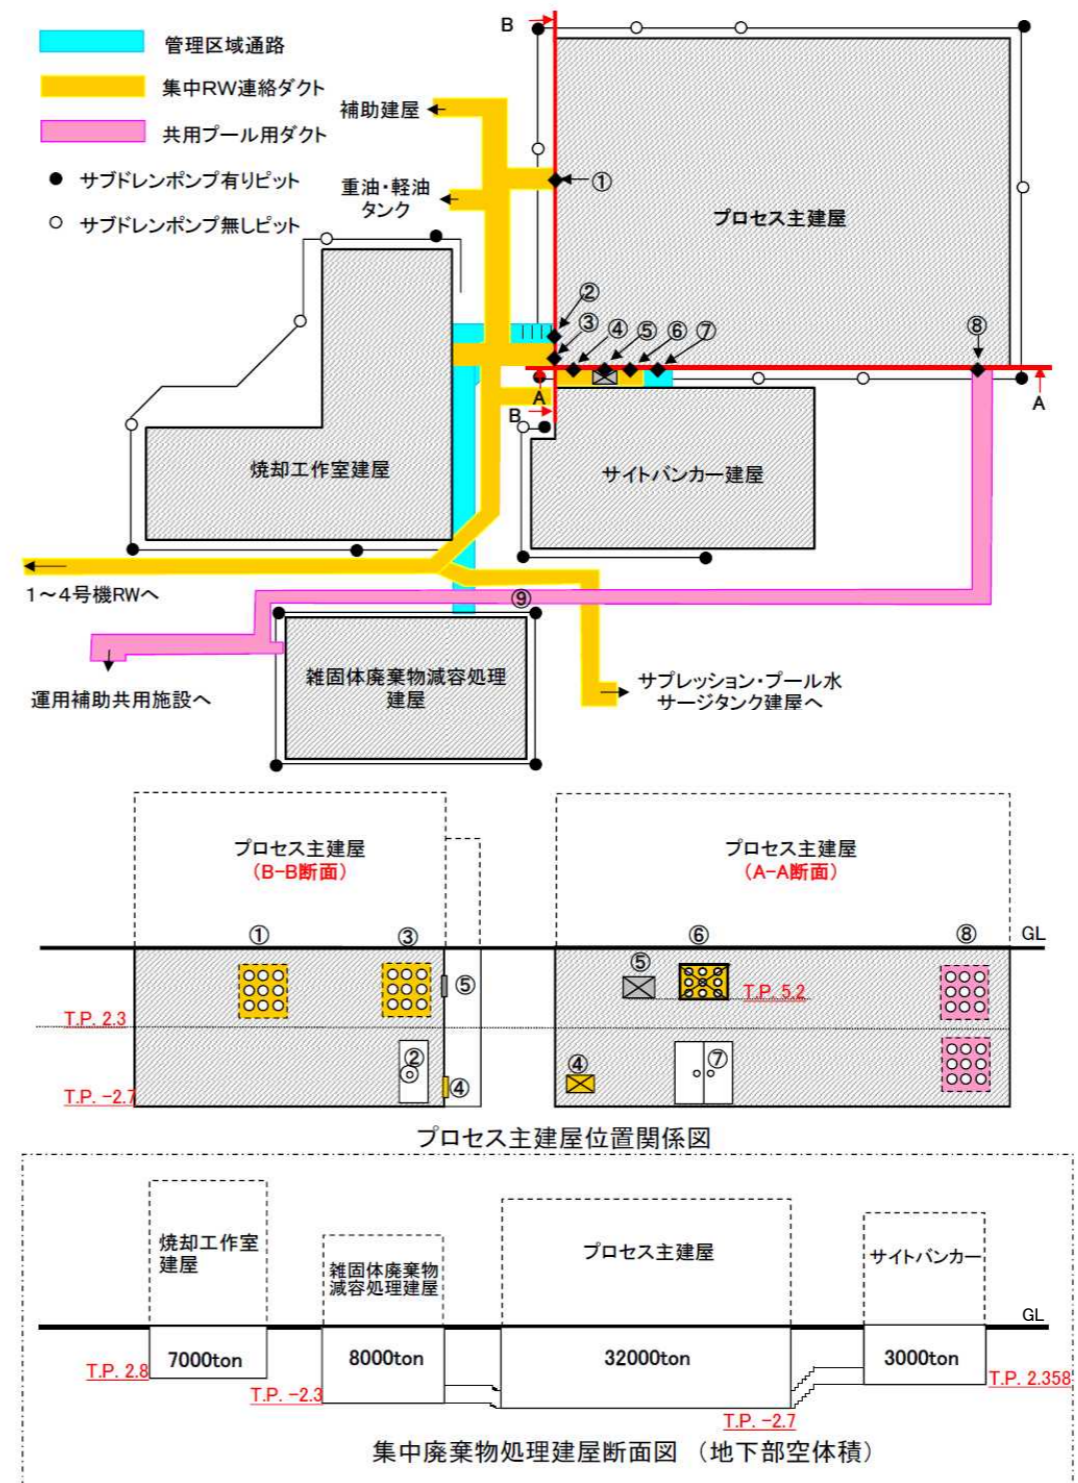 管理区域通路
集中RW連絡ダクト
共用プール用ダクト
● サブドレンポンプ有りピット
○ サブドレンポンプ無しピット
補助建屋
重油・軽油
タンク
B
①
プロセス主建屋
②
③
④
⑤
⑥
⑦
⑧
A
A
B
焼却工作室建屋
サイトバンカー建屋
1~4号機RWへ
⑨
雑固体廃棄物減容処理
建屋
運用補助共用施設へ
サプレッション・プール水
サージタンク建屋へ
プロセス主建屋
(B-B断面)
プロセス主建屋
(A-A断面)
GL
①
③
⑤
②
④
T.P. 2.3
T.P. -2.7
⑥
⑧
⑤
T.P. 5.2
④
⑦
プロセス主建屋位置関係図
焼却工作室
建屋
雑固体廃棄物
減容処理建屋
プロセス主建屋
サイトバンカー
GL
7000ton
8000ton
32000ton
3000ton
T.P. 2.8
T.P. -2.3
T.P. -2.7
T.P. 2.358
集中廃棄物処理建屋断面図 (地下部空体積)